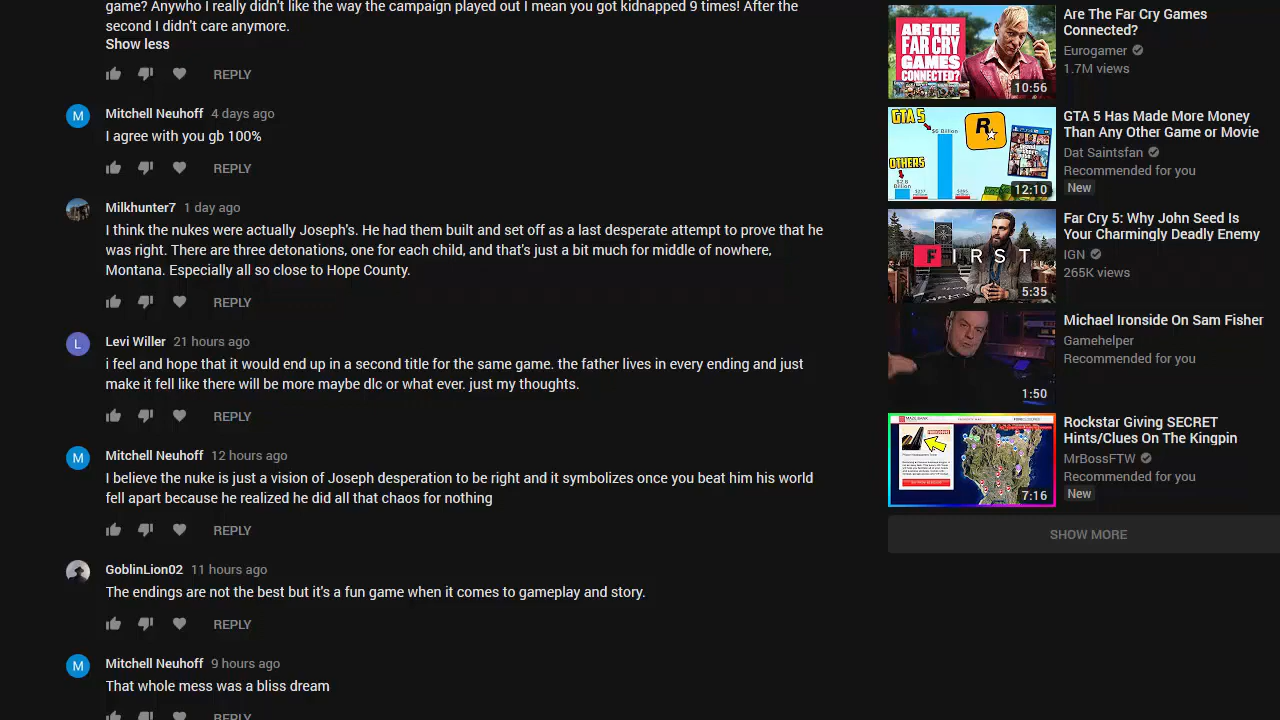 game? Anywho I really didn't like the way the campaign played out I mean you got kidnapped 9 times! After the
second I didn't care anymore.
Show less
REPLY
M
Mitchell Neuhoff 4 days ago
I agree with you gb 100%
REPLY
Milkhunter7 1 day ago
I think the nukes were actually Joseph's. He had them built and set off as a last desperate attempt to prove that he
was right. There are three detonations, one for each child, and that's just a bit much for middle of nowhere,
Montana. Especially all so close to Hope County.
REPLY
L
Levi Willer 21 hours ago
i feel and hope that it would end up in a second title for the same game. the father lives in every ending and just
make it fell like there will be more maybe dlc or what ever. just my thoughts.
REPLY
M
Mitchell Neuhoff 12 hours ago
I believe the nukes was just a vision of Joseph desperation to be right and it symbolizes once you beat him his world
fell apart because he realized he did all that chaos for nothing
REPLY
GoblinLion02 11 hours ago
The endings are not the best but it's a fun game when it comes to gameplay and story.
REPLY
M
Mitchell Neuhoff 9 hours ago
That whole mess was a bliss dream
REPLY
ARE THE
FAR CRY
GAMES
CONNECTED?
10:56
Are The Far Cry Games
Connected?
Eurogamer
1.7M views
GTA 5
$6 Billion
R
OTHERS
$2.8
Billion
12:10
GTA 5 Has Made More Money
Than Any Other Game or Movie
Dat Saintsfan
Recommended for you
New
FIRST
5:35
Far Cry 5: Why John Seed Is
Your Charmingly Deadly Enemy
IGN
265K views
1:50
Michael Ironside On Sam Fisher
Gamehelper
Recommended for you
MAZE BANK
7:16
Rockstar Giving SECRET
Hints/Clues On The Kingpin
MrBossFTW
Recommended for you
New
SHOW MORE